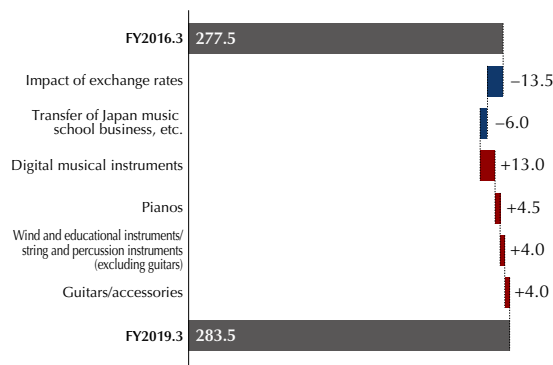 FY2016.3 277.5
Impact of exchange rates –13.5
Transfer of Japan music
school business, etc. –6.0
Digital musical instruments +13.0
Pianos +4.5
Wind and educational instruments/
string and percussion instruments +4.0
(excluding guitars)
Guitars/accessories +4.0
FY2019.3 283.5